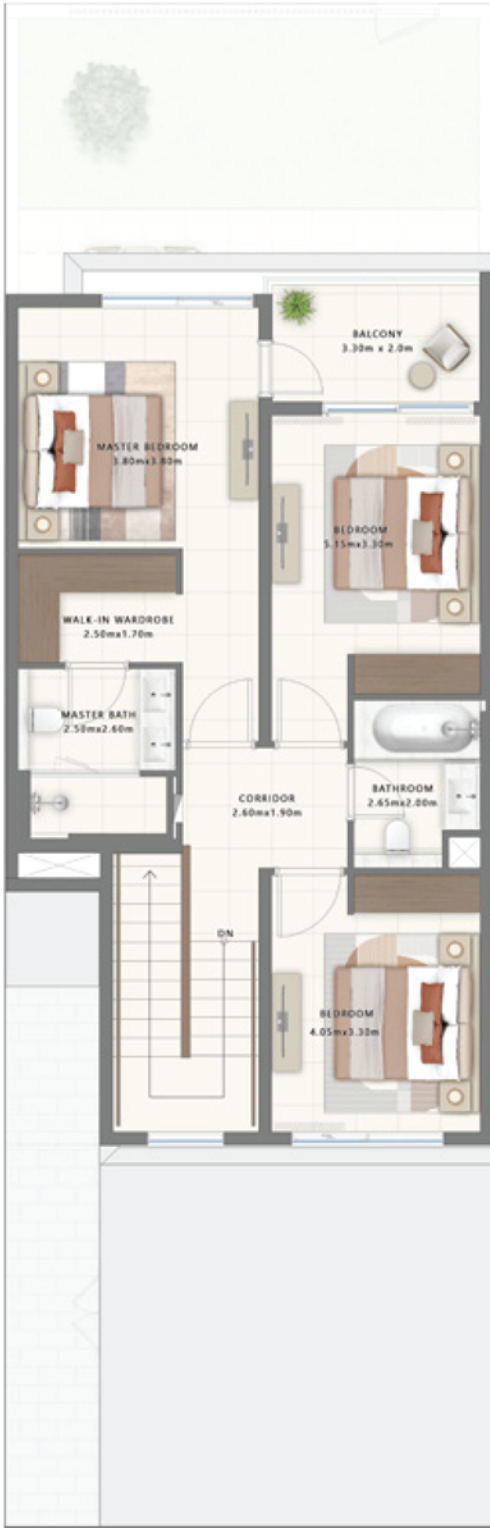 BALCONY
3.30m x 2.0m
MASTER BEDROOM
3.80mx3.80m
BEDROOM
5.15mx3.30m
WALK-IN WARDROBE
2.50mx1.70m
MASTER BATH
2.50mx2.60m
CORRIDOR
2.60mx1.90m
BATHROOM
2.65mx2.00m
DN
BEDROOM
4.05mx3.30m